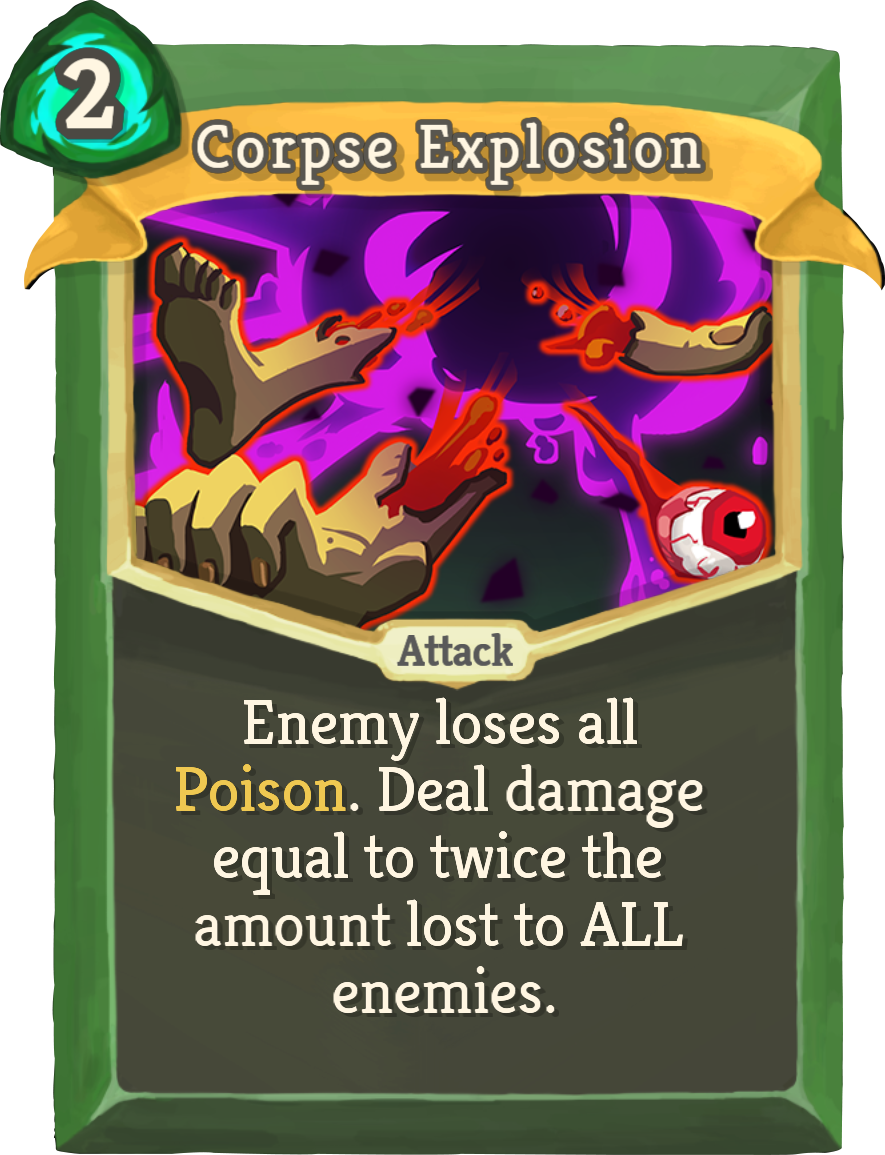 2
Corpse Explosion
Attack
Enemy loses all
Poison. Deal damage
equal to twice the
amount lost to ALL
enemies.